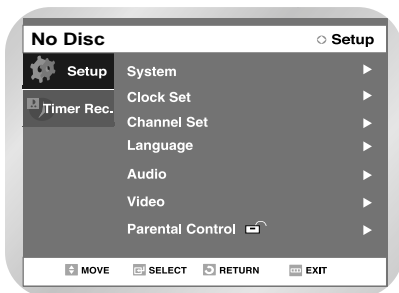 No Disc Setup
Setup System
Clock Set
Timer Rec.
Channel Set
Language
Audio
Video
Parental Control
MOVE SELECT RETURN EXIT